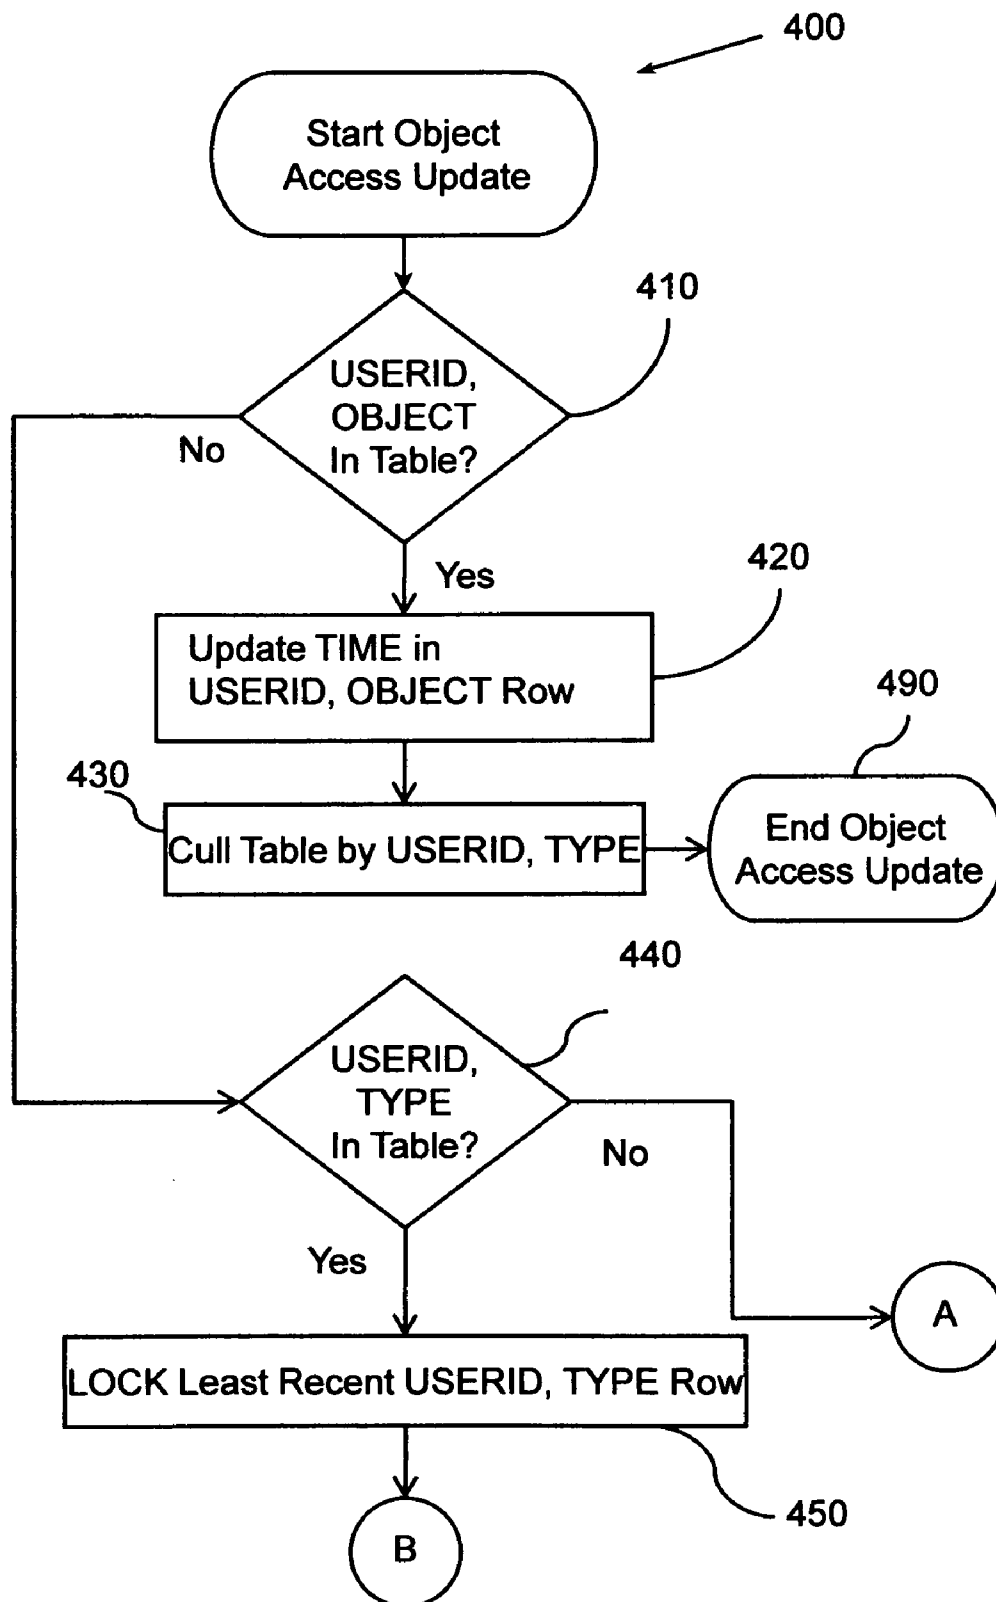 400
Start Object
Access Update
410
USERID,
OBJECT
In Table?
No
Yes
420
Update TIME in
USERID, OBJECT Row
490
430
Cull Table by USERID, TYPE
End Object
Access Update
440
USERID,
TYPE
In Table?
No
Yes
A
LOCK Least Recent USERID, TYPE Row
450
B